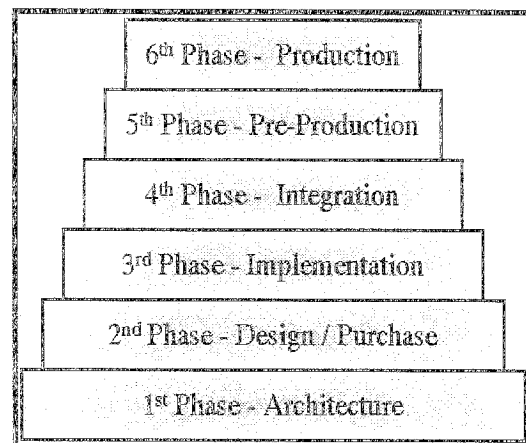 6th Phase - Production
5th Phase - Pre-Production
4th Phase - Integration
3rd Phase - Implementation
2nd Phase - Design / Purchase
1st Phase - Architecture